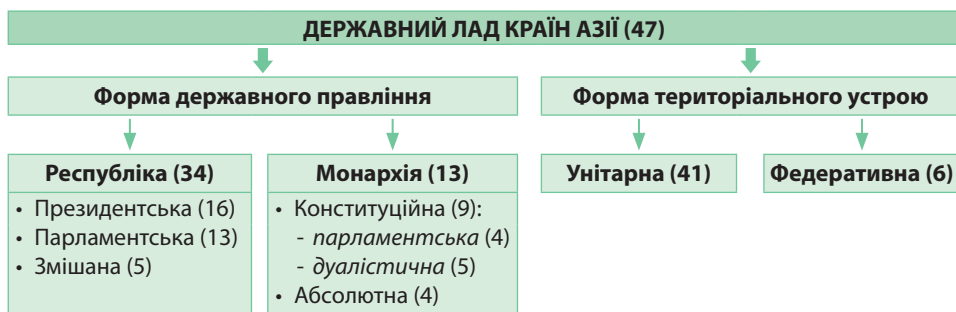 ДЕРЖАВНИЙ ЛАД КРАЇН АЗІЇ (47)
Форма державного правління
Форма територіального устрою
Республіка (34)
• Президентська (16)
• Парламентська (13)
• Змішана (5)
Монархія (13)
• Конституційна (9):
- парламентська (4)
- дуалістична (5)
• Абсолютна (4)
Унітарна (41)
Федеративна (6)